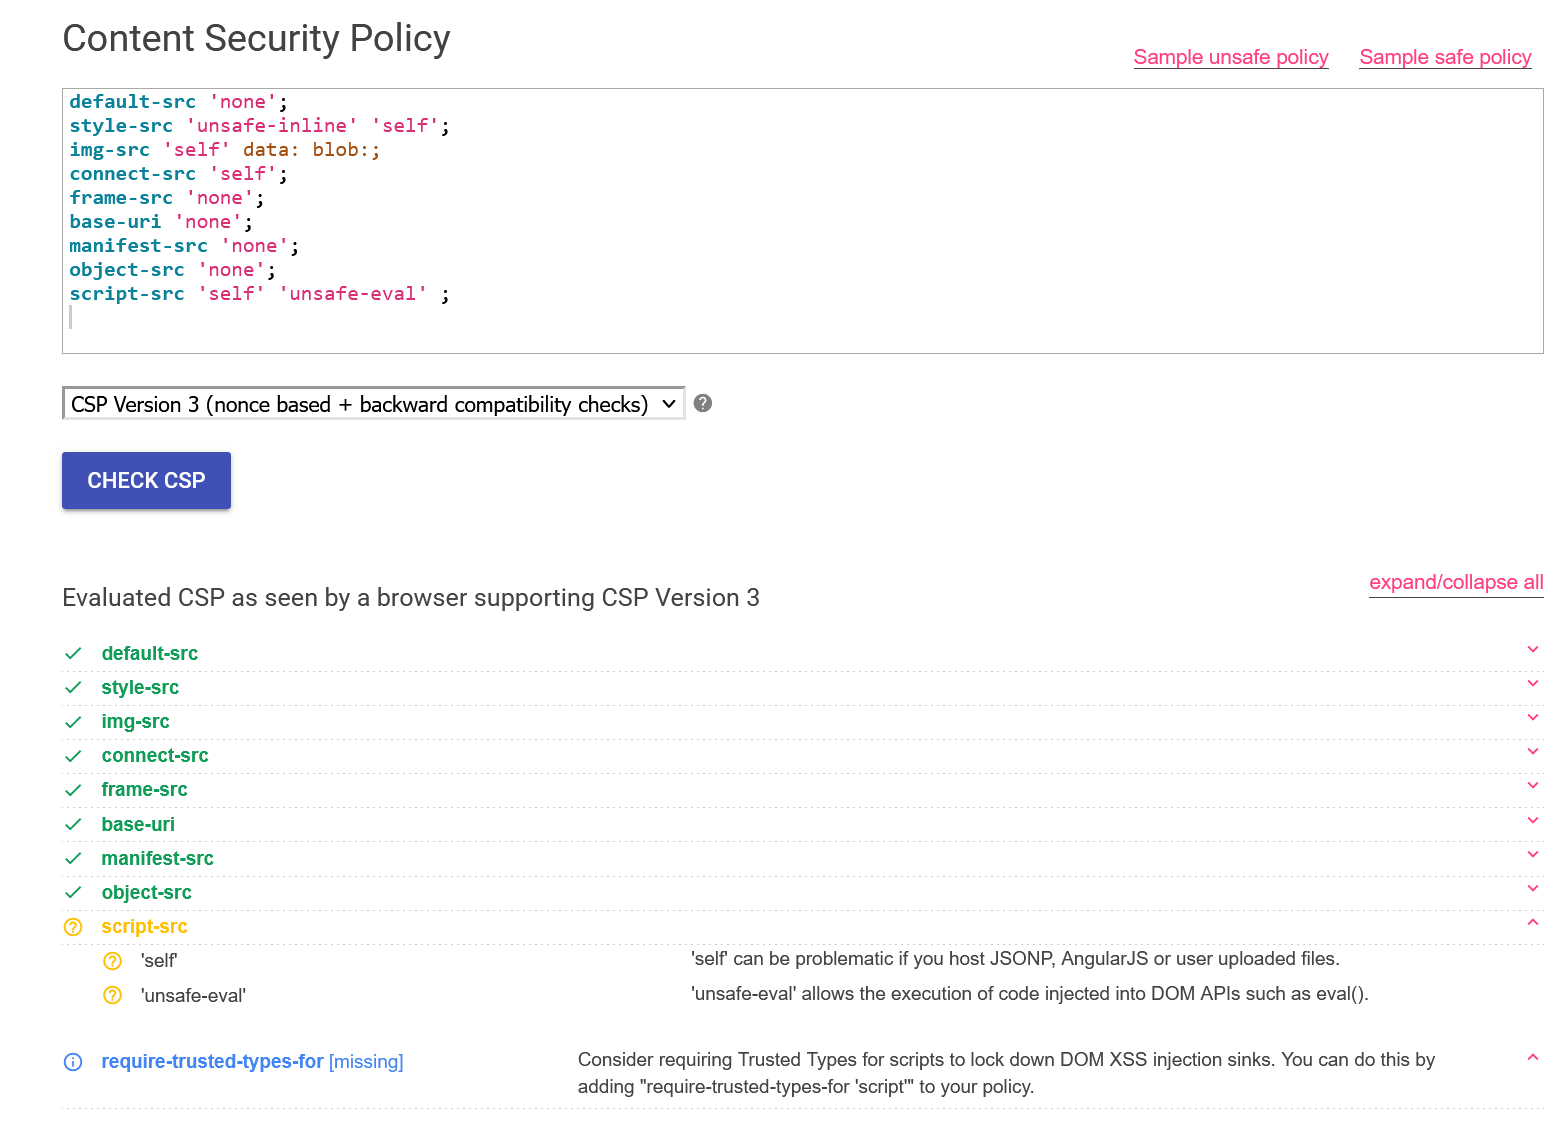 Content Security Policy
Sample unsafe policy Sample safe policy
default-src 'none';
style-src 'unsafe-inline' 'self';
img-src 'self' data: blob:;
connect-src 'self';
frame-src 'none';
base-uri 'none';
manifest-src 'none';
object-src 'none';
script-src 'self' 'unsafe-eval' ;
CSP Version 3 (nonce based + backward compatibility checks)
CHECK CSP
expand/collapse all
Evaluated CSP as seen by a browser supporting CSP Version 3
default-src
style-src
img-src
connect-src
frame-src
base-uri
manifest-src
object-src
script-src
'self' 'self' can be problematic if you host JSONP, AngularJS or user uploaded files.
'unsafe-eval' 'unsafe-eval' allows the execution of code injected into DOM APIs such as eval().
require-trusted-types-for [missing] Consider requiring Trusted Types for scripts to lock down DOM XSS injection sinks. You can do this by
adding "require-trusted-types-for 'script'" to your policy.